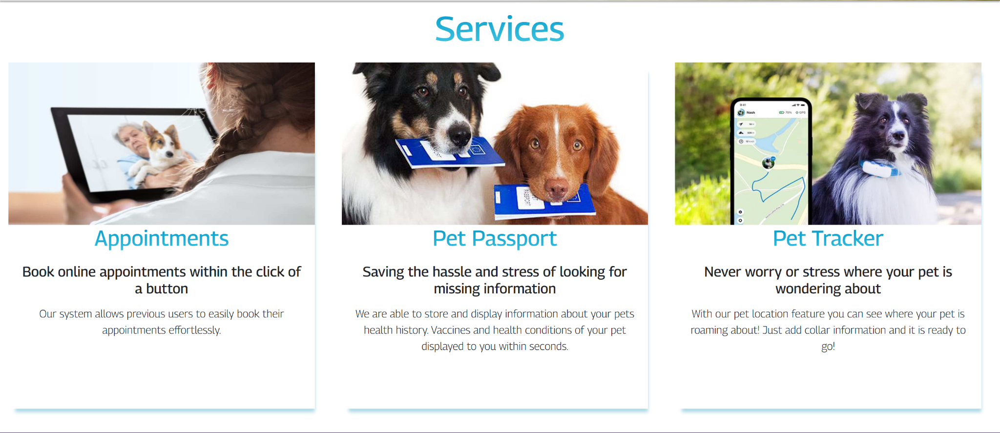 Services
PASSPORT
9:41
Nash
70%
GPS
Appointments
Pet Passport
Pet Tracker
Book online appointments within the click of
a button
Saving the hassle and stress of looking for
missing information
Never worry or stress where your pet is
wondering about
Our system allows previous users to easily book their
appointments effortlessly.
We are able to store and display information about your pets
health history. Vaccines and health conditions of your pet
displayed to you within seconds.
With our pet location feature you can see where your pet is
roaming about! Just add collar information and it is ready to
go!